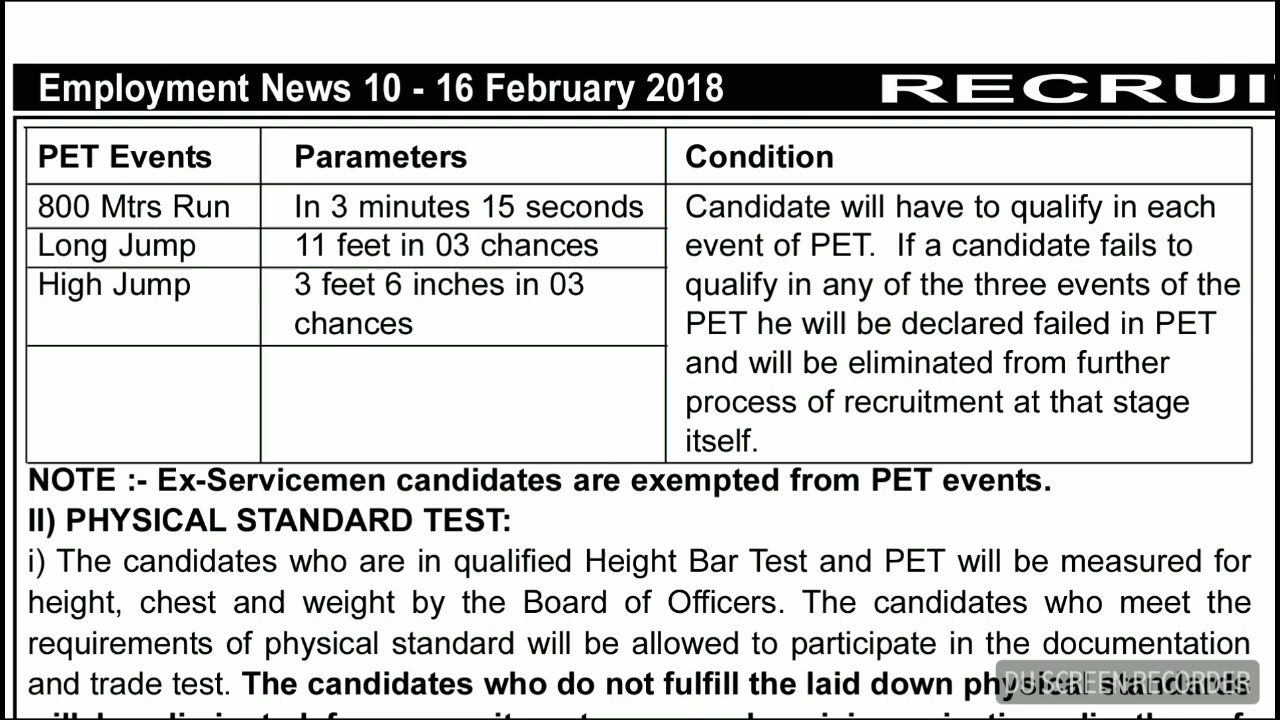 Employment News 10 - 16 February 2018 RECRUI
PET Events Parameters Condition
800 Mtrs Run In 3 minutes 15 seconds Candidate will have to qualify in each
Long Jump 11 feet in 03 chances event of PET. If a candidate fails to
High Jump 3 feet 6 inches in 03 qualify in any of the three events of the
chances PET he will be declared failed in PET
and will be eliminated from further
process of recruitment at that stage
itself.
NOTE :- Ex-Servicemen candidates are exempted from PET events.
II) PHYSICAL STANDARD TEST:
i) The candidates who are in qualified Height Bar Test and PET will be measured for
height, chest and weight by the Board of Officers. The candidates who meet the
requirements of physical standard will be allowed to participate in the documentation
and trade test. The candidates who do not fulfill the laid down physical standards
DU SCREEN RECORDER